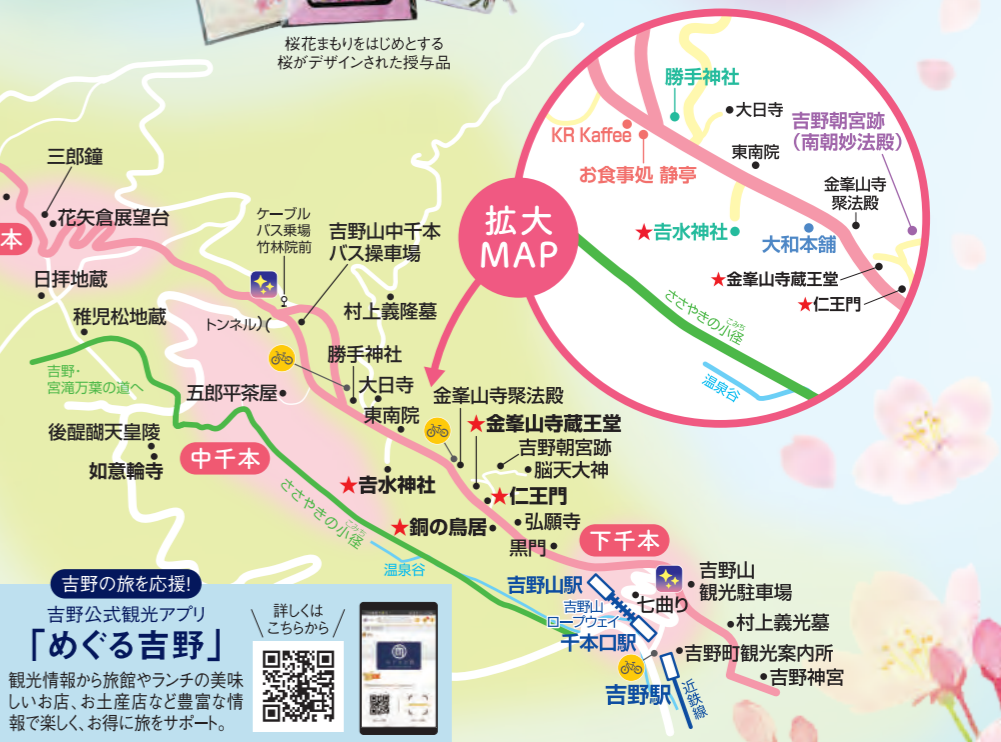 桜花まもりをはじめとする
桜がデザインされた授与品
拡大
MAP
勝手神社
大日寺
吉野朝宮跡
(南朝妙法殿)
KR Kaffee
お食事処 静亭
東南院
金峯山寺
聚法殿
★𠮷水神社
大和本舗
★金峯山寺蔵王堂
★仁王門
ささやきの小径
こみち
温泉谷
三郎鐘
花矢倉展望台
本
日拝地蔵
稚児松地蔵
ケーブル
バス乗場
竹林院前
吉野山中千本
バス操車場
トンネル)(
村上義隆墓
吉野・
宮滝万葉の道へ
勝手神社
五郎平茶屋
大日寺
東南院
金峯山寺聚法殿
★金峯山寺蔵王堂
吉野朝宮跡
脳天大神
後醍醐天皇陵
如意輪寺
中千本
★𠮷水神社
★仁王門
ささやきの小径
こみち
★銅の鳥居
弘願寺
黒門
下千本
温泉谷
吉野山駅
吉野山
ロープウェイ
千本口駅
七曲り
吉野山
観光駐車場
村上義光墓
吉野町観光案内所
吉野神宮
吉野駅
近鉄線
吉野の旅を応援!
吉野公式観光アプリ
「めぐる吉野」
詳しくは
こちらから
観光情報から旅館やランチの美味
しいお店、お土産店など豊富な情
報で楽しく、お得に旅をサポート。